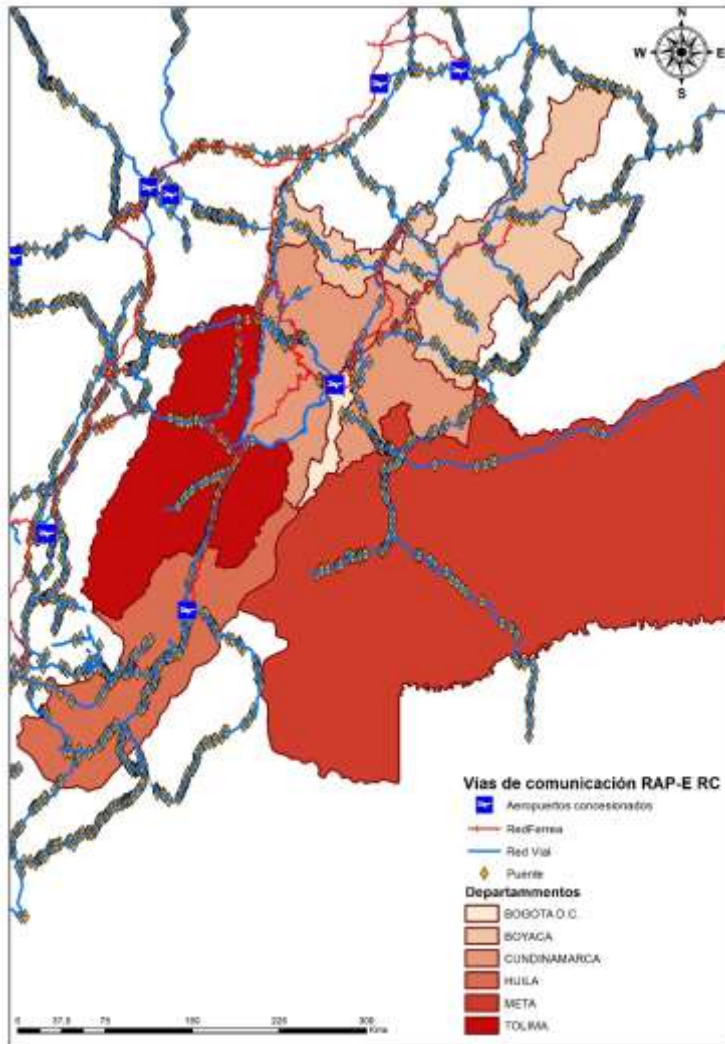 N
W E
S
Vias de comunicación RAP-E RC
Aeropuertos concesionados
RedFerrea
Red Vial
Puente
Departammentos
BOGOTA D.C.
BOYACA
CUNDINAMARCA
HUILA
META
TOLIMA
0 37,5 75 150 225 300
Kms